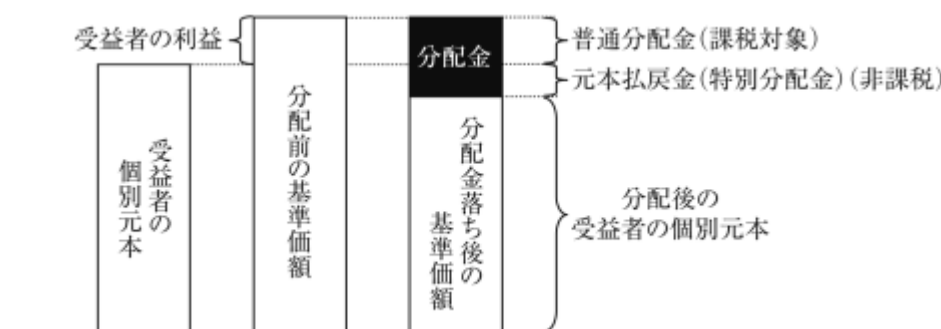 受益者の利益
受益者の
個別元本
分配前の基準価額
分配金
分配金落ち後の
基準価額
普通分配金(課税対象)
元本払戻金(特別分配金)(非課税)
分配後の
受益者の個別元本